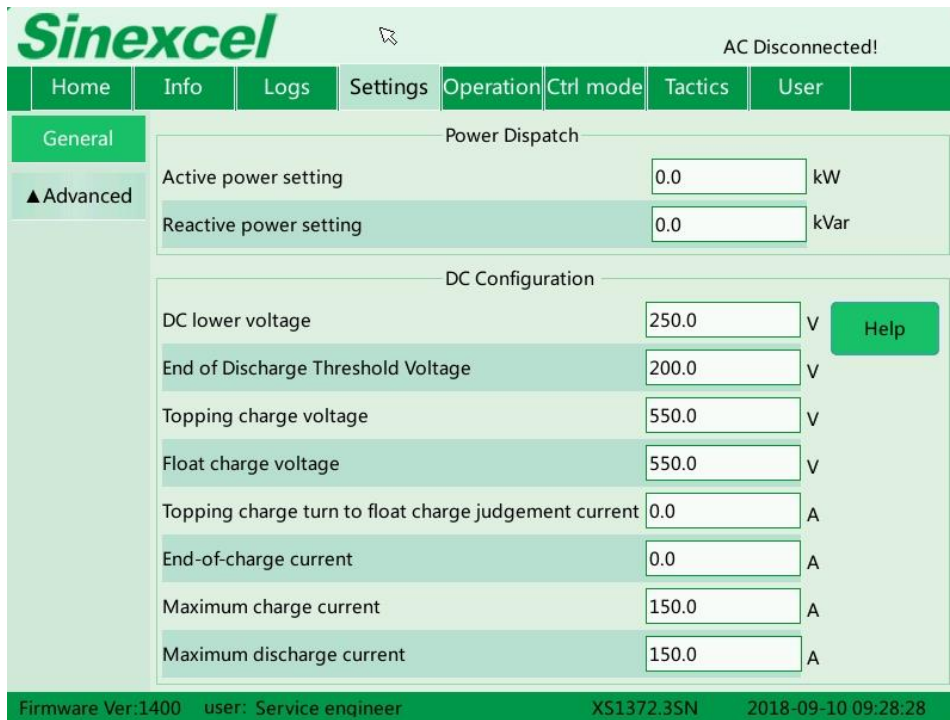 Sinexcel
AC Disconnected!
Home Info Logs Settings Operation Ctrl mode Tactics User
General
▲Advanced
Power Dispatch
Active power setting 0.0 kW
Reactive power setting 0.0 kVar
DC Configuration
DC lower voltage 250.0 V
Help
End of Discharge Threshold Voltage 200.0 V
Topping charge voltage 550.0 V
Float charge voltage 550.0 V
Topping charge turn to float charge judgement current 0.0 A
End-of-charge current 0.0 A
Maximum charge current 150.0 A
Maximum discharge current 150.0 A
Firmware Ver:1400 user: Service engineer XS1372.3SN 2018-09-10 09:28:28